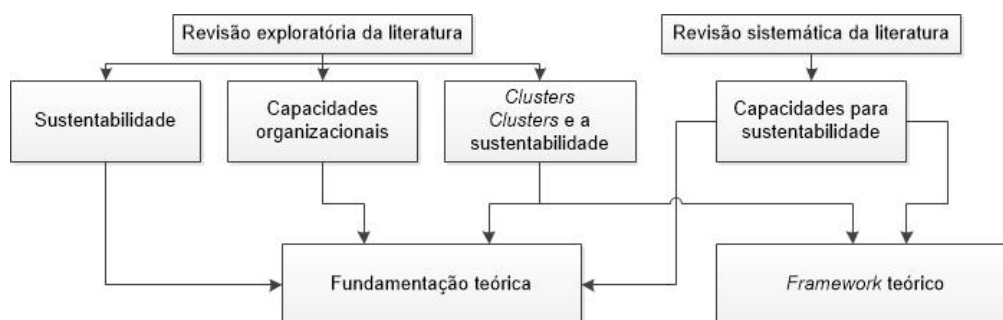 Revisão exploratória da literatura
Revisão sistemática da literatura
Sustentabilidade
Capacidades
organizacionais
Clusters
Clusters e a
sustentabilidade
Capacidades para
sustentabilidade
Fundamentação teórica
Framework teórico